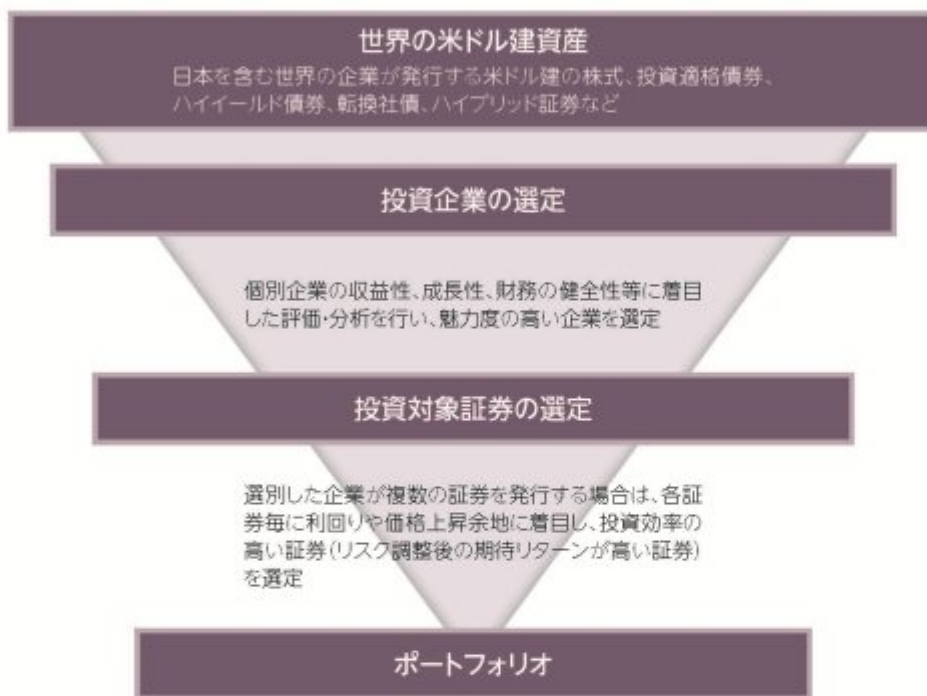 世界の米ドル建資産
日本を含む世界の企業が発行する米ドル建の株式、投資適格債券、
ハイイールド債券、転換社債、ハイブリッド証券など
投資企業の選定
個別企業の収益性、成長性、財務の健全性等に着目
した評価・分析を行い、魅力度の高い企業を選定
投資対象証券の選定
選別した企業が複数の証券を発行する場合は、各証
券毎に利回りや価格上昇余地に着目し、投資効率の
高い証券(リスク調整後の期待リターンが高い証券)
を選定
ポートフォリオ